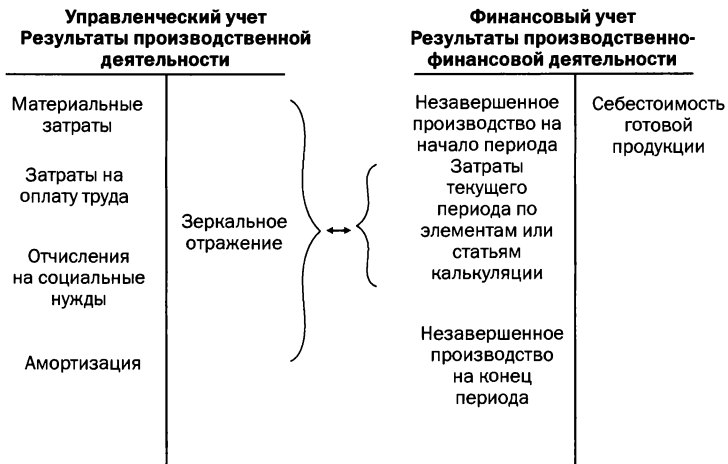 Управленческий учет
Результаты производственной
деятельности
Материальные
затраты
Затраты на
оплату труда
Отчисления
на социальные
нужды
Амортизация
Зеркальное
отражение
Финансовый учет
Результаты производственно-
финансовой деятельности
Незавершенное
производство на
начало периода
Затраты
текущего
периода по
элементам или
статьям
калькуляции
Незавершенное
производство
на конец
периода
Себестоимость
готовой
продукции